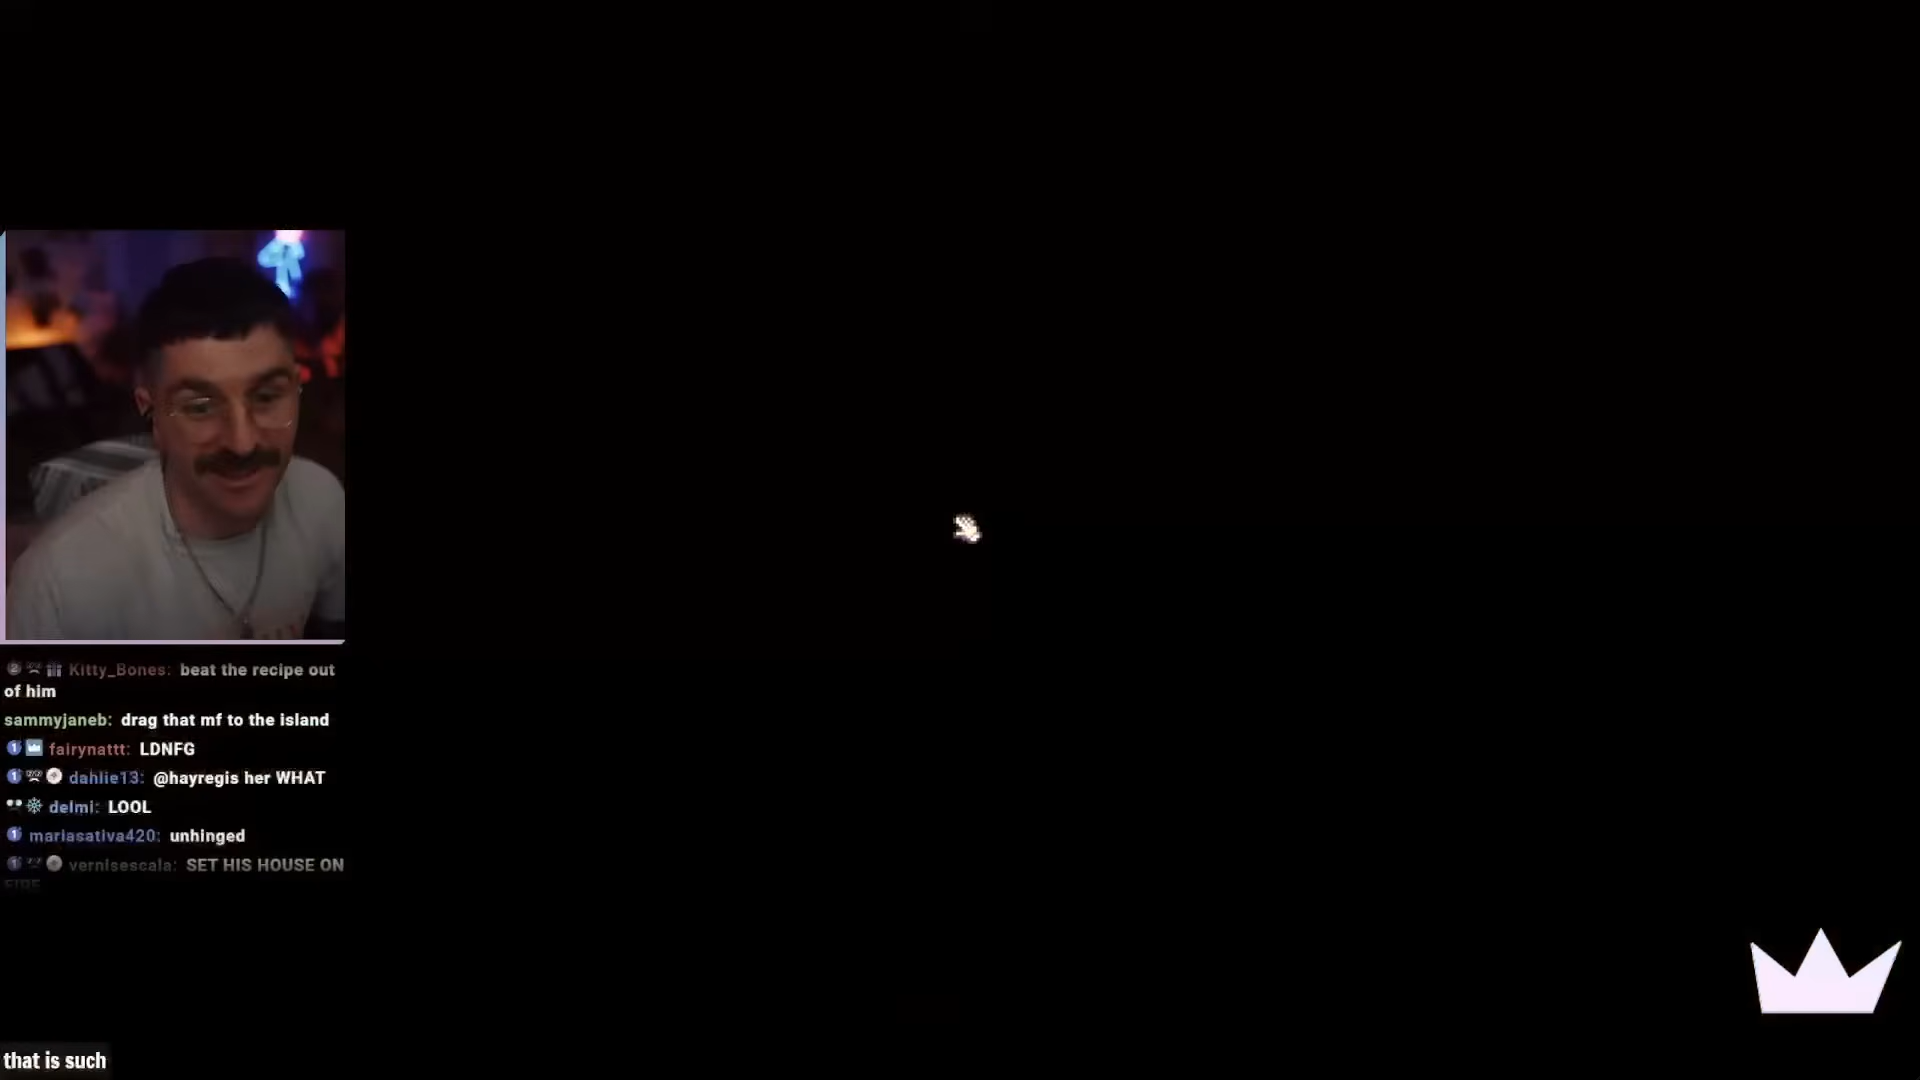 Kitty_Bones: beat the recipe out
of him
sammyjaneb: drag that mf to the island
fairynattt: LDNFG
dahlie13: @hayregis her WHAT
delmi: LOOL
mariasativa420: unhinged
vernisescala: SET HIS HOUSE ON
FIRE
that is such